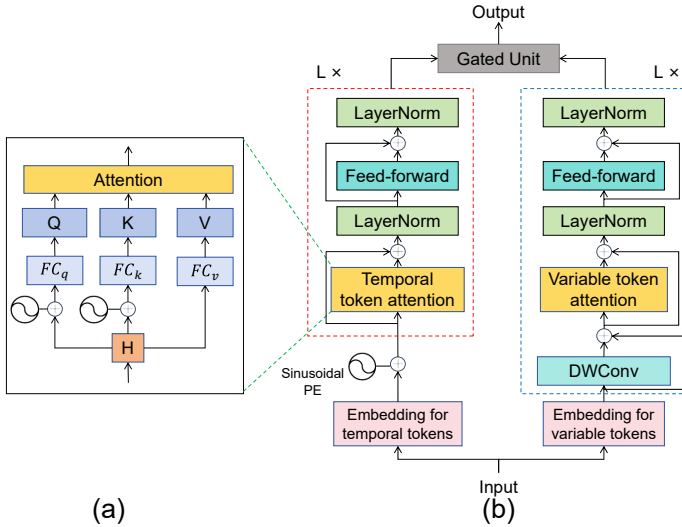 Output
Gated Unit
L ×
L ×
LayerNorm
Feed-forward
LayerNorm
Temporal
token attention
Sinusoidal
PE
Embedding for
temporal tokens
LayerNorm
Feed-forward
LayerNorm
Variable token
attention
DWConv
Embedding for
variable tokens
Input
Attention
Q
K
V
FC_q
FC_k
FC_v
H
(a)
(b)